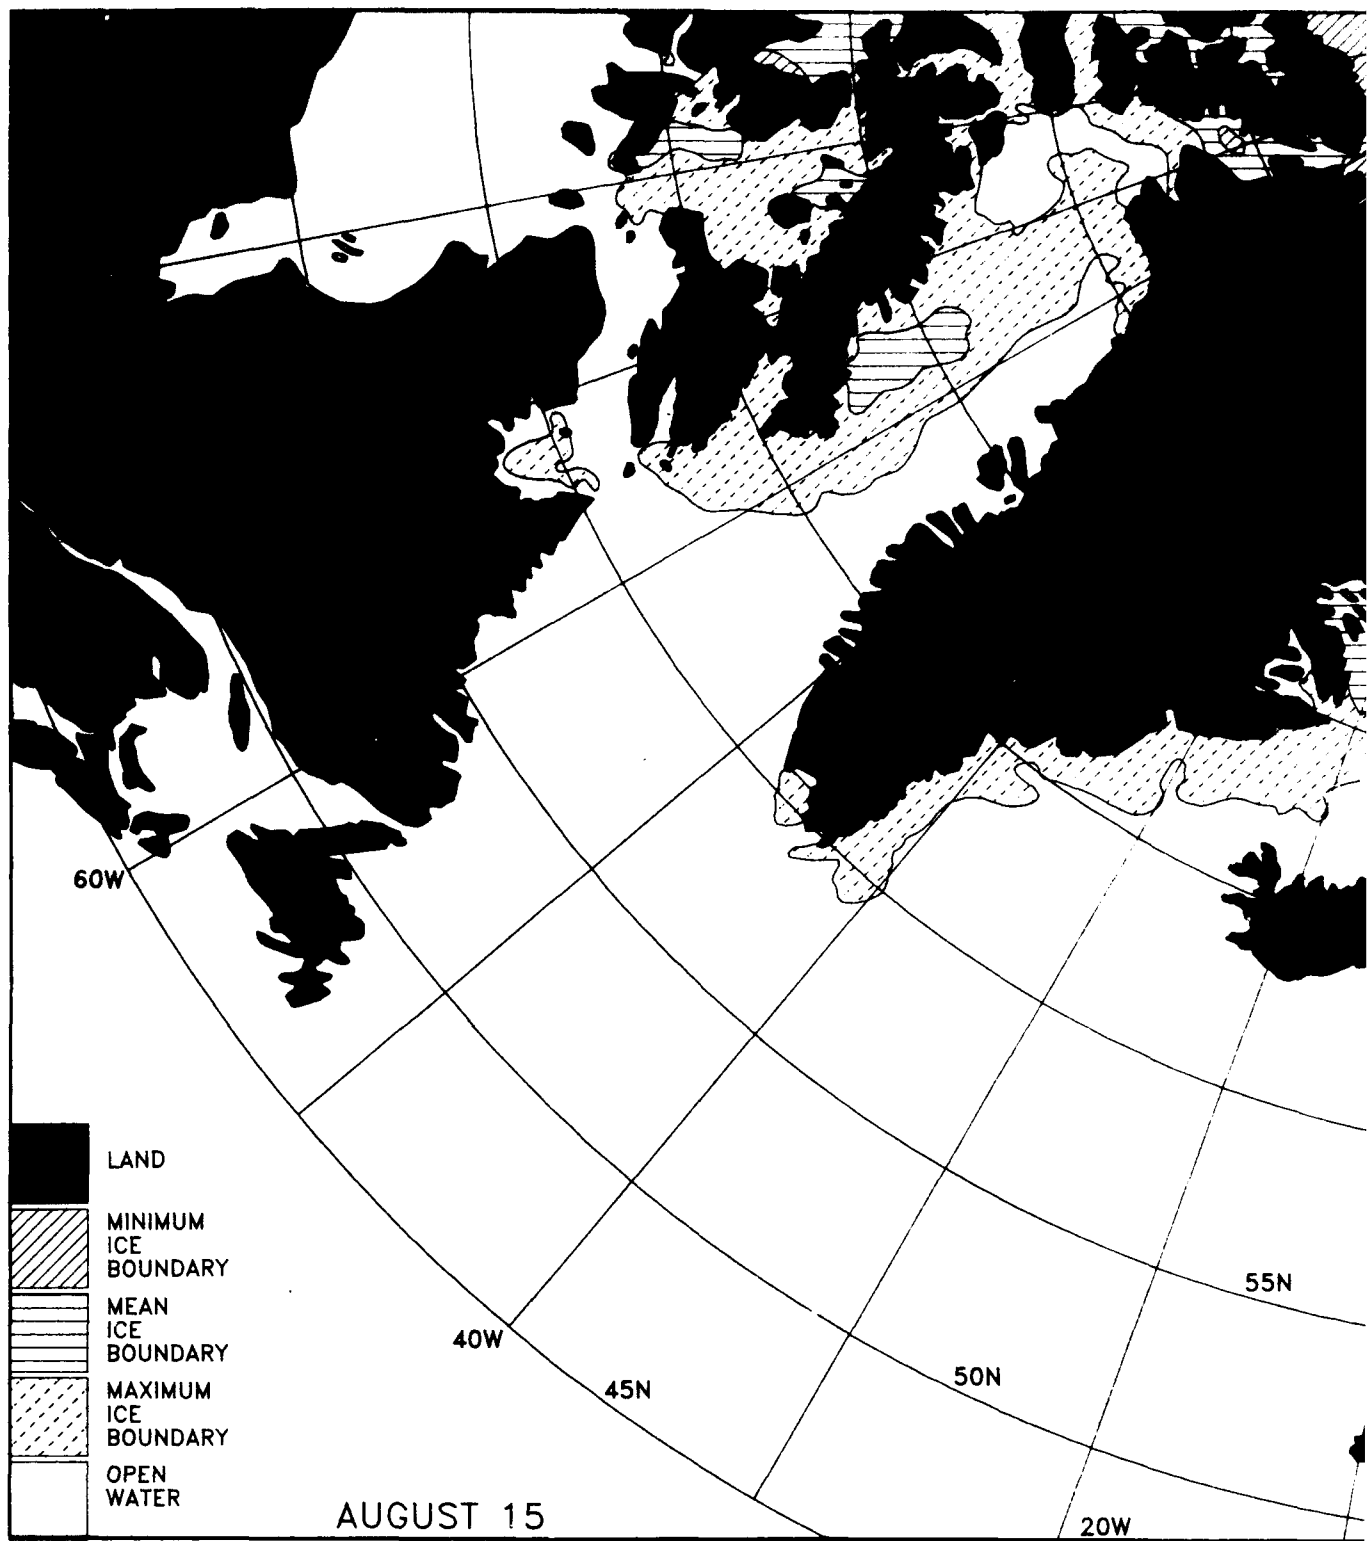 60W
LAND
MINIMUM
ICE
BOUNDARY
MEAN
ICE
BOUNDARY
MAXIMUM
ICE
BOUNDARY
OPEN
WATER
40W
45N
50N
55N
20W
AUGUST 15